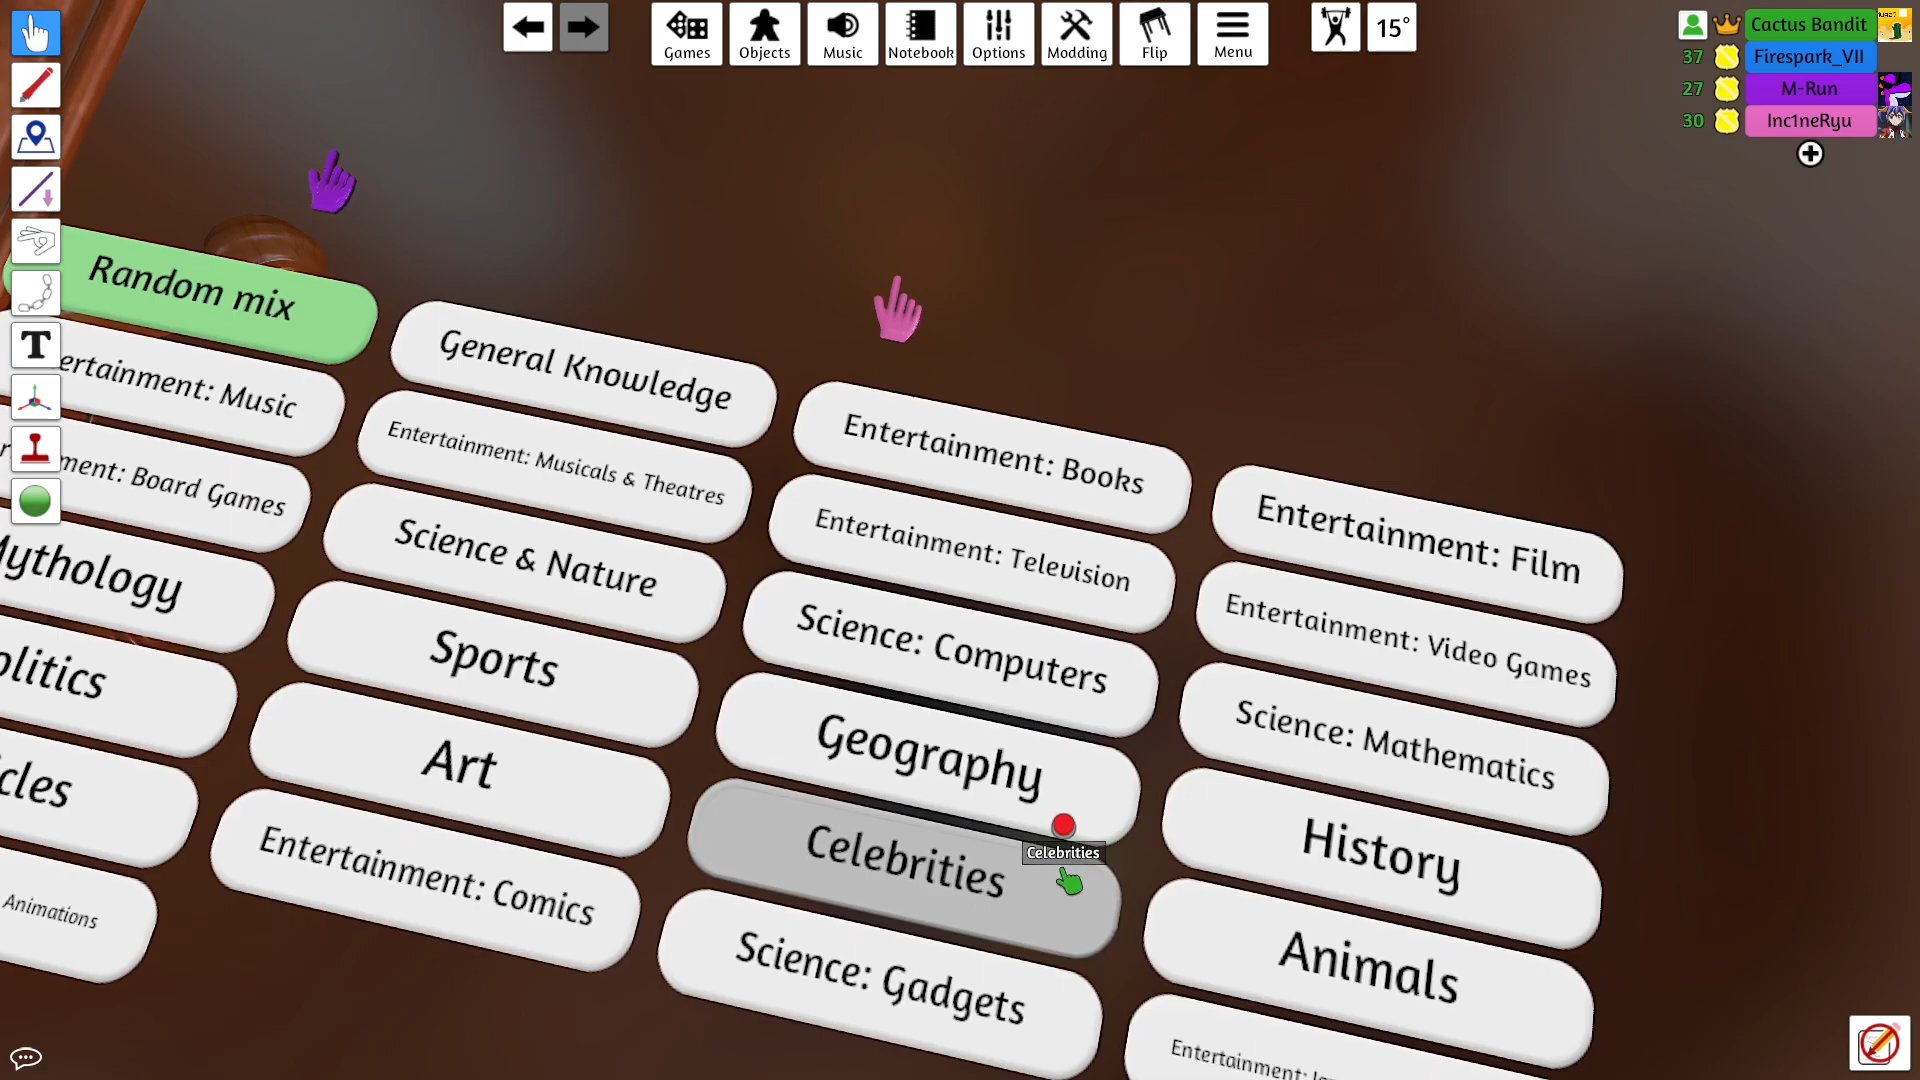 Games
Objects
Music
Notebook
Options
Modding
Flip
Menu
15°
Cactus Bandit
37 Firespark_VII
27 M-Run
30 Inc1neRyu
T
Random mix
General Knowledge
Entertainment: Books
Entertainment: Film
ertainment: Music
Entertainment: Musicals & Theatres
Entertainment: Television
Entertainment: Video Games
ment: Board Games
Science & Nature
Science: Computers
Science: Mathematics
Mythology
Sports
Geography
History
olitics
Art
Celebrities
Celebrities
Animals
icles
Entertainment: Comics
Science: Gadgets
Entertainment:
Animations